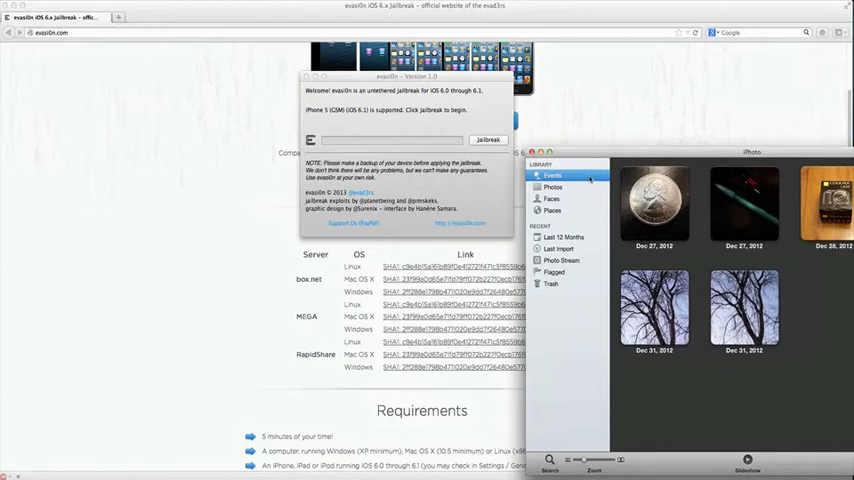 evasi0n iOS 6.x Jailbreak - official website of the evad3rs
evasi0n iOS 6.x Jailbreak - offic...
evasi0n.com
Google
evasi0n - Version 1.0
Welcome! evasi0n is an untethered jailbreak for iOS 6.0 through 6.1.
iPhone 5 (GSM) (iOS 6.1) is supported. Click Jailbreak to begin.
Jailbreak
NOTE: Please make a backup of your device before applying the jailbreak.
We don't think there will be any problems, but we can't make any guarantees.
Use evasi0n at your own risk.
evasi0n © 2013 @evad3rs
jailbreak exploits by @planetbeing and @pimskeks.
graphic design by @Surenix - interface by Hanéne Samara.
Support Us (PayPal) http://evasi0n.com
Compa
Server OS Link
Linux
box.net Mac OS X
Windows
Linux
MEGA Mac OS X
Windows
Linux
RapidShare Mac OS X
Windows
Requirements
5 minutes of your time!
A computer, running Windows (XP minimum), Mac OS X (10.5 minimum) or Linux (x86
An iPhone, iPad or iPod running iOS 6.0 through 6.1 (you may check in Settings / Gene
iPhoto
LIBRARY
Events
Photos
Faces
Places
RECENT
Last 12 Months
Last Import
Photo Stream
Flagged
Trash
Dec 27, 2012 Dec 27, 2012 Dec 28, 2012
Dec 31, 2012 Dec 31, 2012
Search Zoom Slideshow